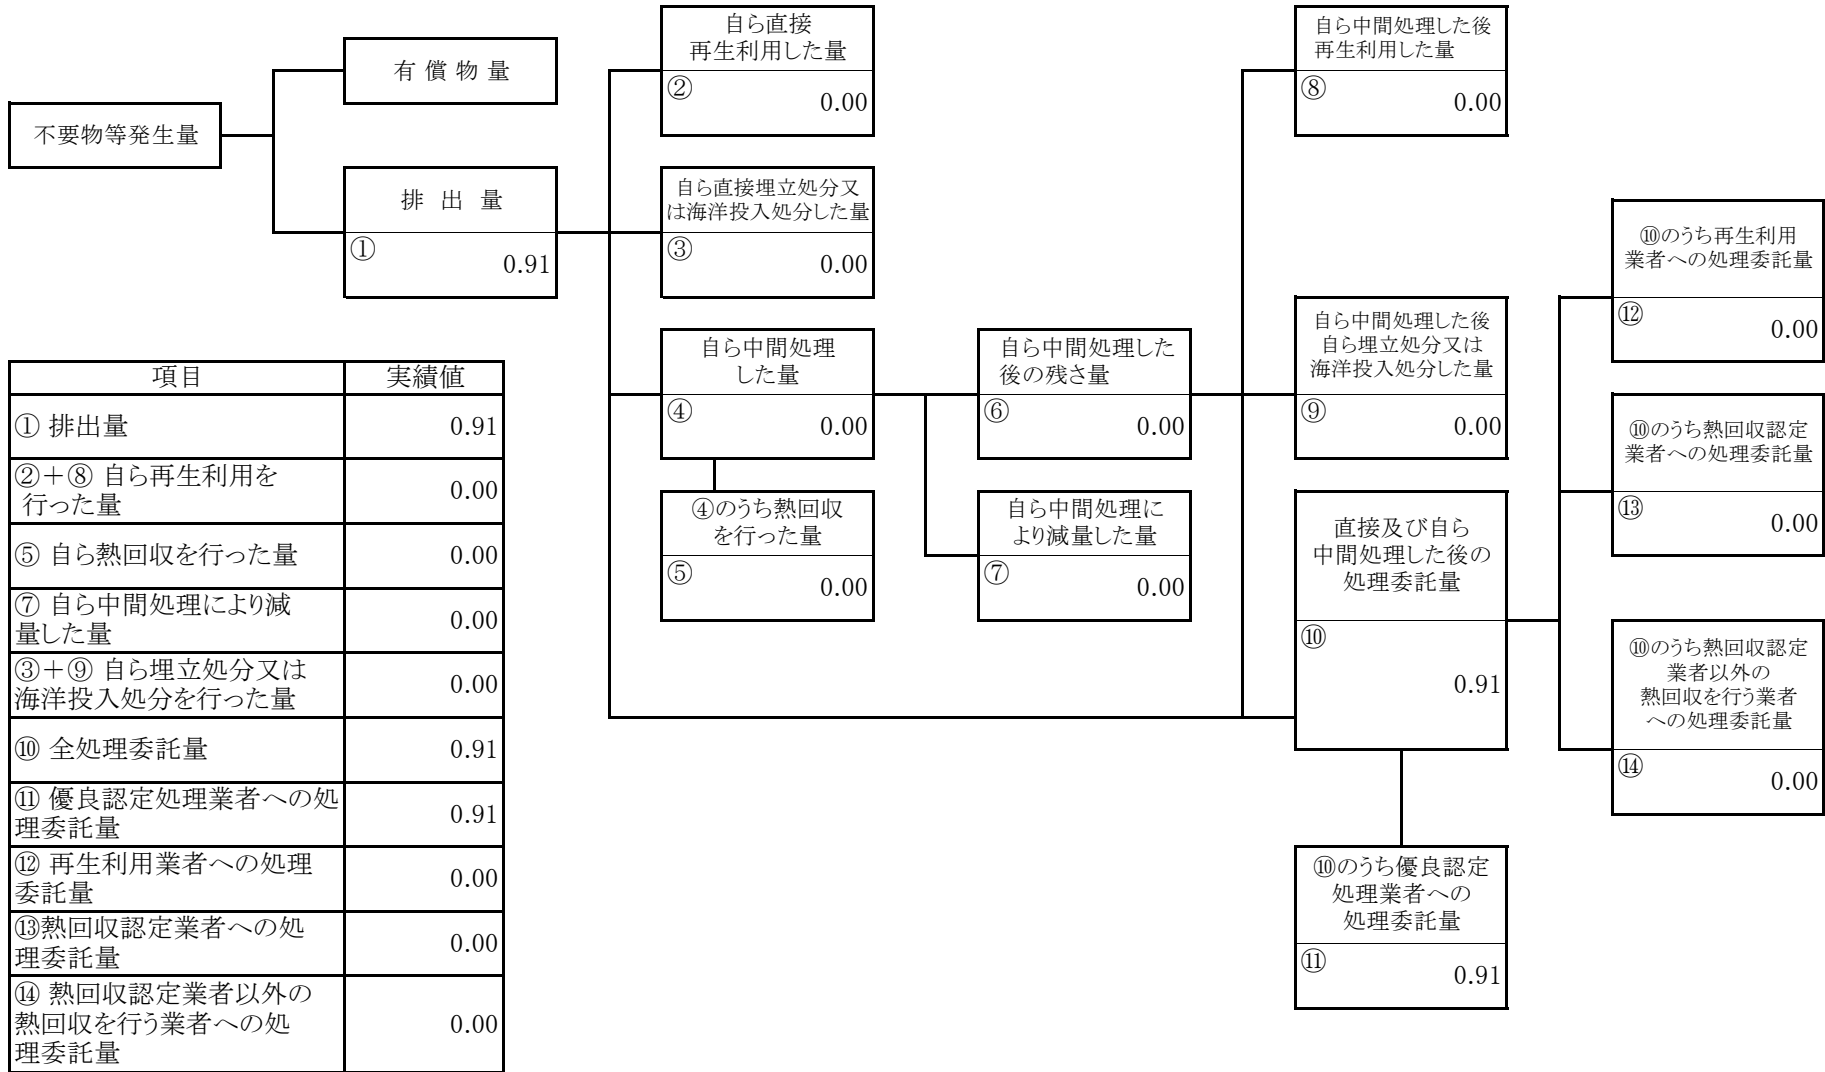 自ら直接
再生利用した量
②
0.00
自ら中間処理した後
再生利用した量
⑧
0.00
有 償 物 量
不要物等発生量
排 出 量
①
0.91
自ら直接埋立処分又
は海洋投入処分した量
③
0.00
⑩のうち再生利用
業者への処理委託量
⑫
0.00
自ら中間処理
した量
④
0.00
自ら中間処理した
後の残さ量
⑥
0.00
自ら中間処理した後
自ら埋立処分又は
海洋投入処分した量
⑨
0.00
⑩のうち熱回収認定
業者への処理委託量
⑬
0.00
④のうち熱回収
を行った量
⑤
0.00
自ら中間処理に
より減量した量
⑦
0.00
直接及び自ら
中間処理した後の
処理委託量
⑩
0.91
⑩のうち熱回収認定
業者以外の
熱回収を行う業者
への処理委託量
⑭
0.00
⑩のうち優良認定
処理業者への
処理委託量
⑪
0.91
項目 実績値
① 排出量 0.91
②+⑧ 自ら再生利用を
行った量 0.00
⑤ 自ら熱回収を行った量 0.00
⑦ 自ら中間処理により減
量した量 0.00
③+⑨ 自ら埋立処分又は
海洋投入処分を行った量 0.00
⑩ 全処理委託量 0.91
⑪ 優良認定処理業者への処
理委託量 0.91
⑫ 再生利用業者への処理
委託量 0.00
⑬熱回収認定業者への処
理委託量 0.00
⑭ 熱回収認定業者以外の
熱回収を行う業者への処
理委託量 0.00